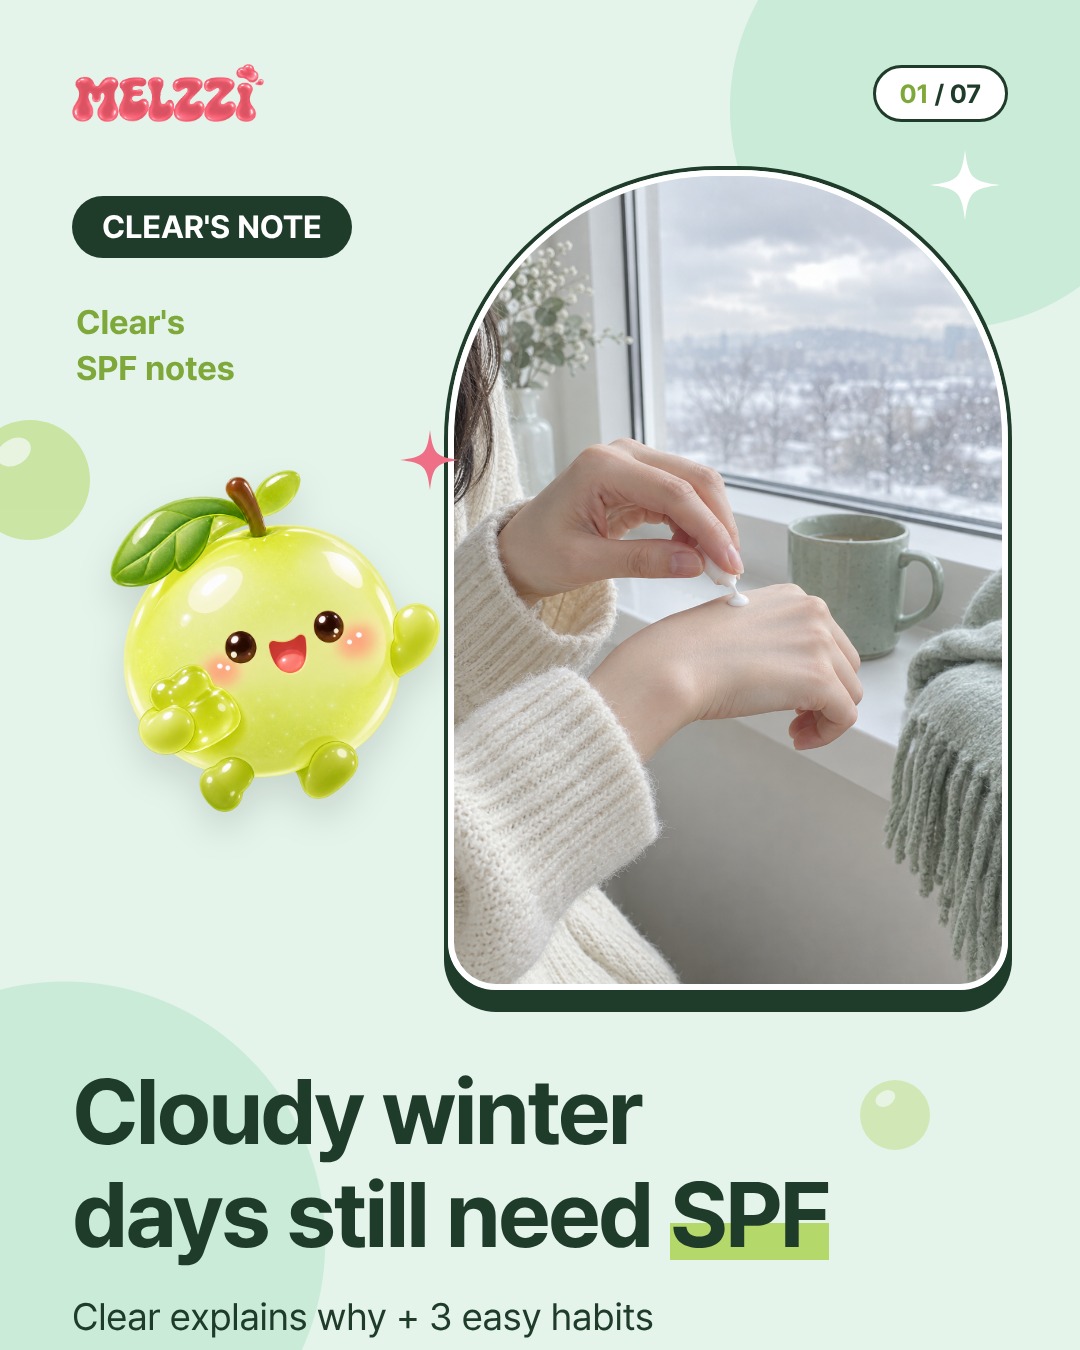 MELZZI
01 / 07
CLEAR'S NOTE
Clear's
SPF notes
Cloudy winter
days still need SPF
Clear explains why + 3 easy habits